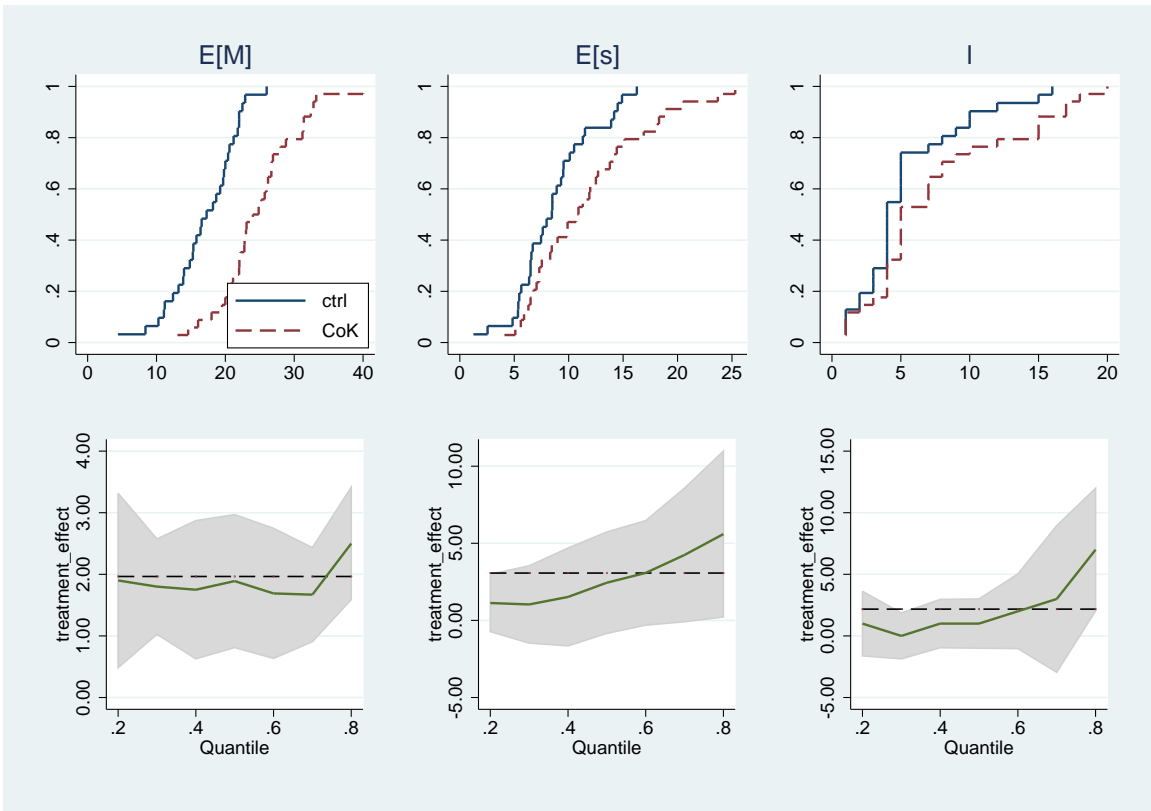 E[M]
0 .2 .4 .6 .8 1
0 10 20 30 40
ctrl
CoK
E[s]
0 .2 .4 .6 .8 1
0 5 10 15 20 25
I
0 .2 .4 .6 .8 1
0 5 10 15 20
treatment_effect
0.00 1.00 2.00 3.00 4.00
.2 .4 .6 .8
Quantile
treatment_effect
-5.00 0.00 5.00 10.00
.2 .4 .6 .8
Quantile
treatment_effect
-5.00 0.00 5.00 10.00 15.00
.2 .4 .6 .8
Quantile